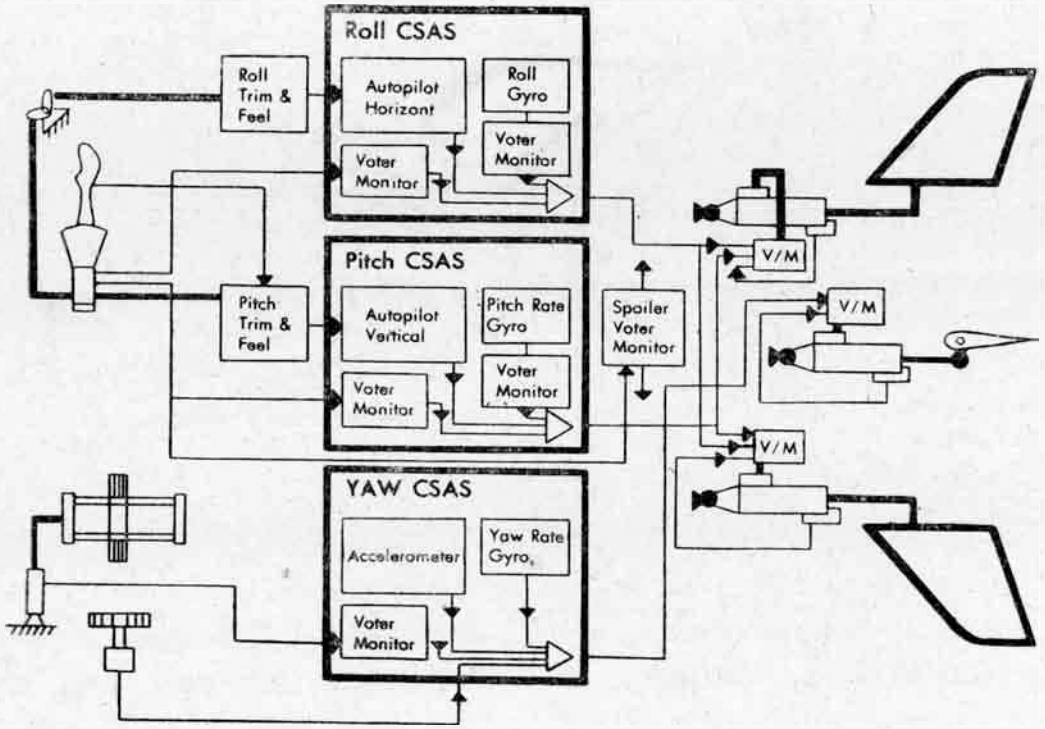 Roll CSAS
Roll
Trim &
Feel
Autopilot
Horizont
Roll
Gyro
Voter
Monitor
Voter
Monitor
V/M
Pitch CSAS
Pitch
Trim &
Feel
Autopilot
Vertical
Pitch Rate
Gyro
Voter
Monitor
Voter
Monitor
Spoiler
Voter
Monitor
V/M
V/M
YAW CSAS
Accelerometer
Yaw Rate
Gyro
Voter
Monitor